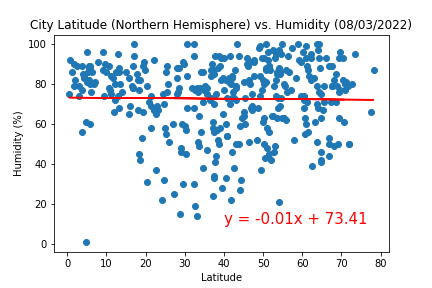 City Latitude (Northern Hemisphere) vs. Humidity (08/03/2022)
100
80
60
40
20
0
Humidity (%)
y = -0.01x + 73.41
0 10 20 30 40 50 60 70 80
Latitude